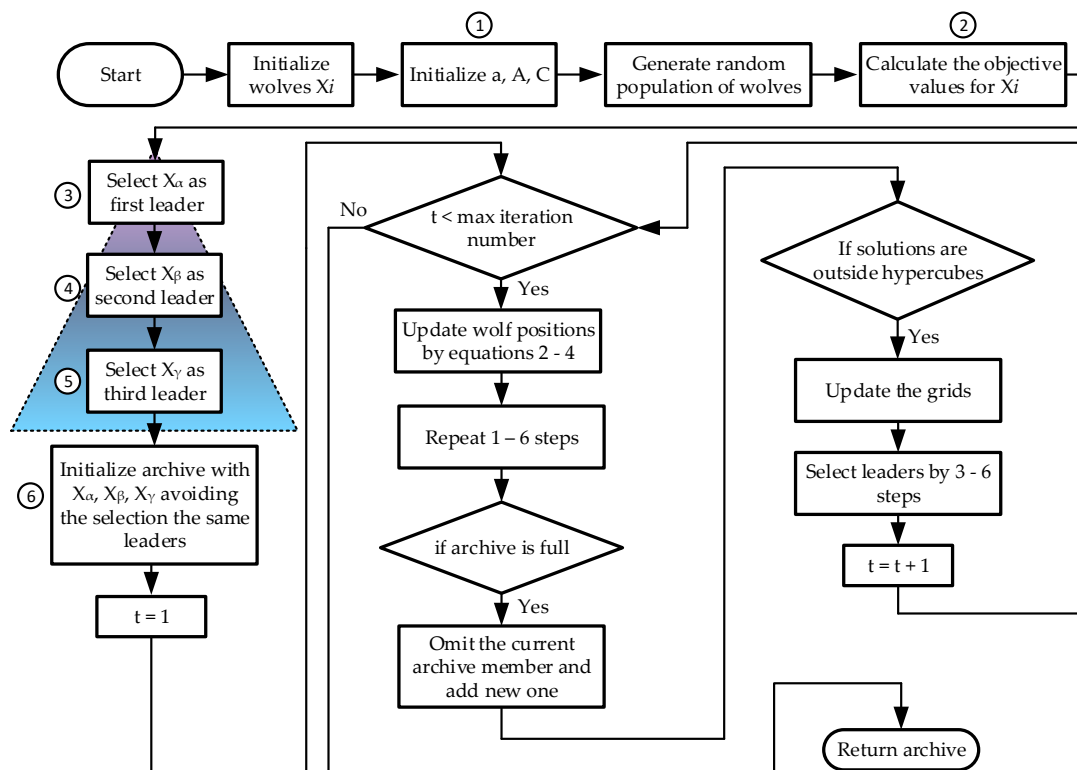 ①
②
Start
Initialize
wolves Xi
Initialize a, A, C
Generate random
population of wolves
Calculate the objective
values for Xi
③
Select Xα as
first leader
④
Select Xβ as
second leader
⑤
Select Xγ as
third leader
⑥
Initialize archive with
Xα, Xβ, Xγ avoiding
the selection the same
leaders
t = 1
No
t < max iteration
number
Yes
Update wolf positions
by equations 2 - 4
Repeat 1 – 6 steps
if archive is full
Yes
Omit the current
archive member and
add new one
If solutions are
outside hypercubes
Yes
Update the grids
Select leaders by 3 - 6
steps
t = t + 1
Return archive